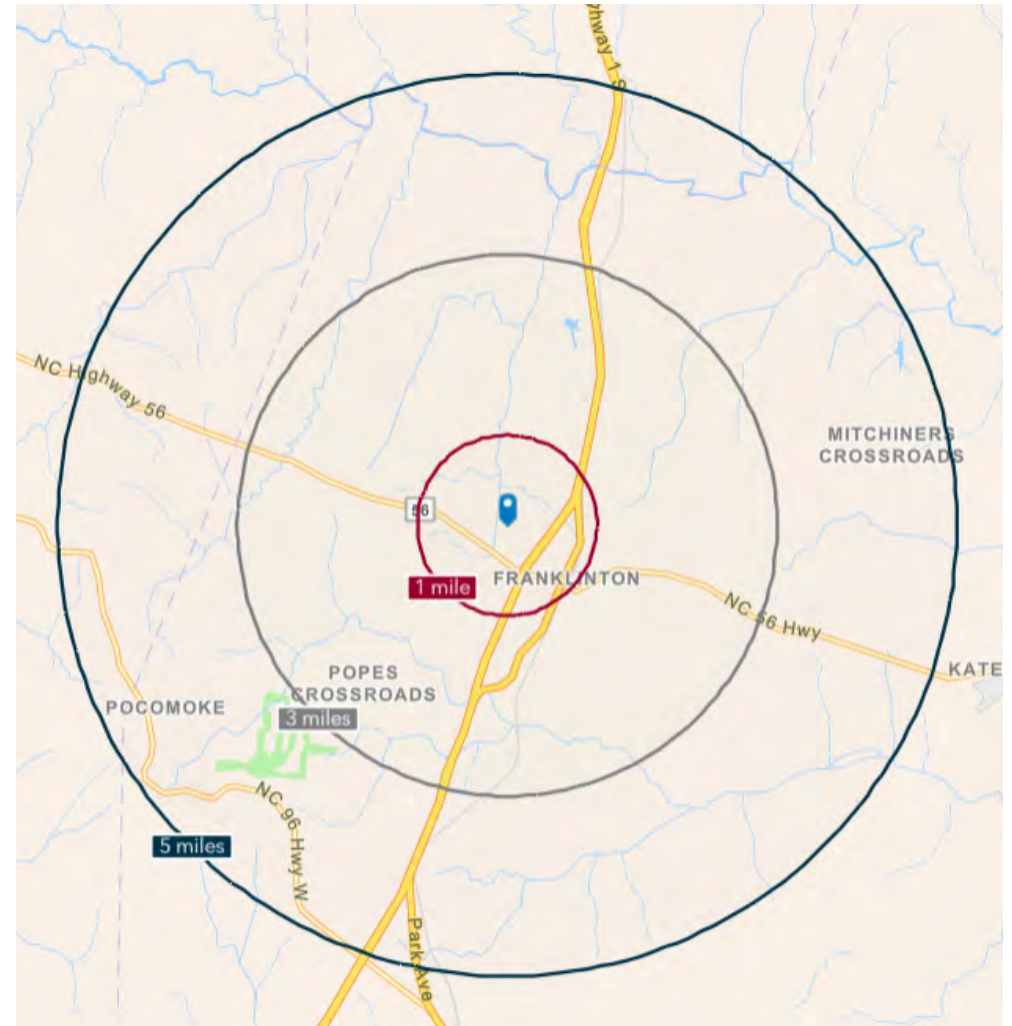 hway 1 S
NC Highway 56
MITCHINERS
CROSSROADS
56
1 mile
FRANKLINTON
NC 56 Hwy
KATE
POPES
CROSSROADS
POCOMOKE
3 miles
NC 96 Hwy W
5 miles
Park Ave